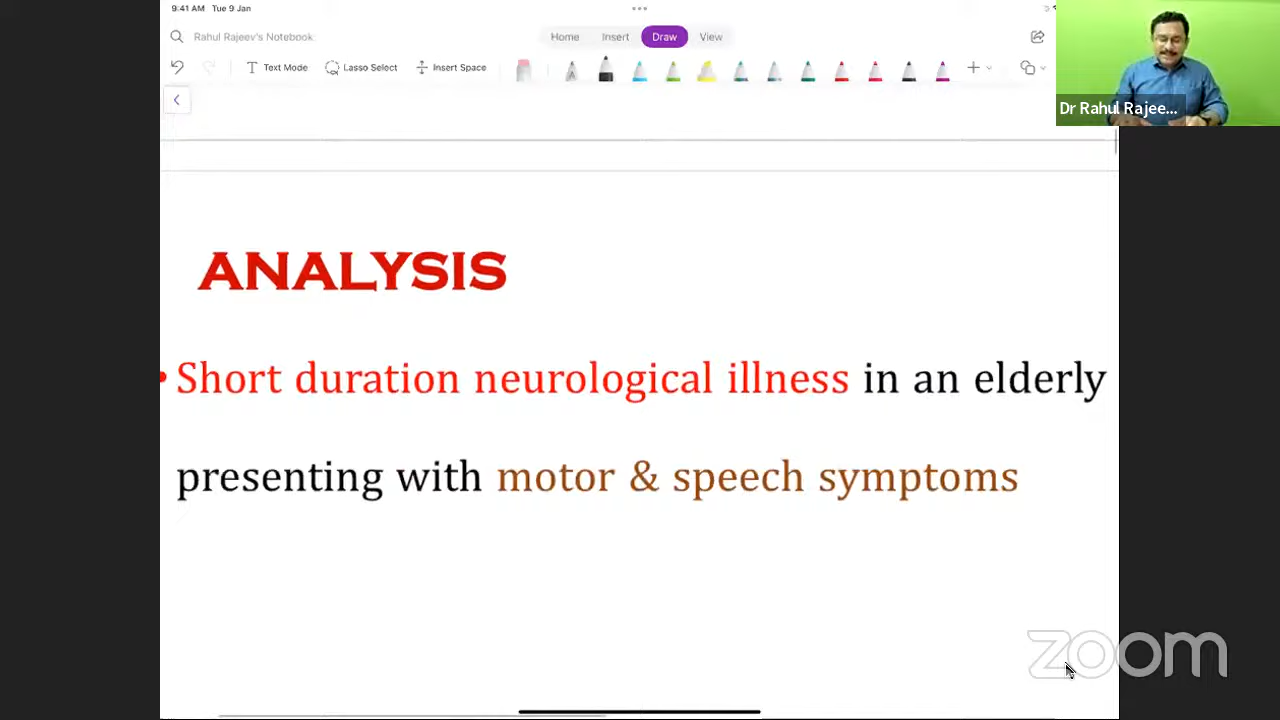 9:41 AM Tue 9 Jan
Rahul Rajeev's Notebook
Home Insert Draw View
Text Mode Lasso Select Insert Space
Dr Rahul Rajee...
ANALYSIS
• Short duration neurological illness in an elderly
presenting with motor & speech symptoms
zoom